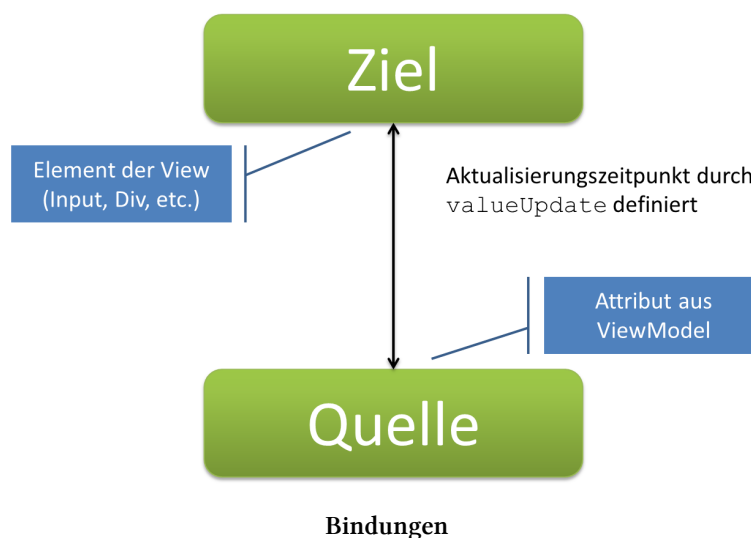 Ziel
Element der View
(Input, Div, etc.)
Aktualisierungszeitpunkt durch
valueUpdate definiert
Attribut aus
ViewModel
Quelle
Bindungen